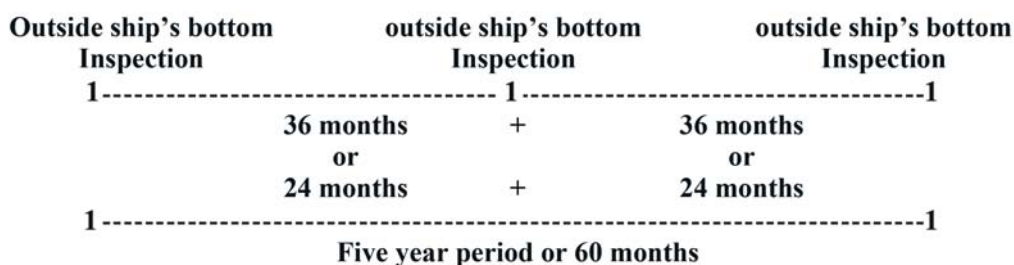 Outside ship's bottom outside ship's bottom outside ship's bottom
Inspection Inspection Inspection
1------------------------------------- 1--------------------------------------1
36 months + 36 months
or or
24 months + 24 months
1------------------------------------------------------------------------------1
Five year period or 60 months